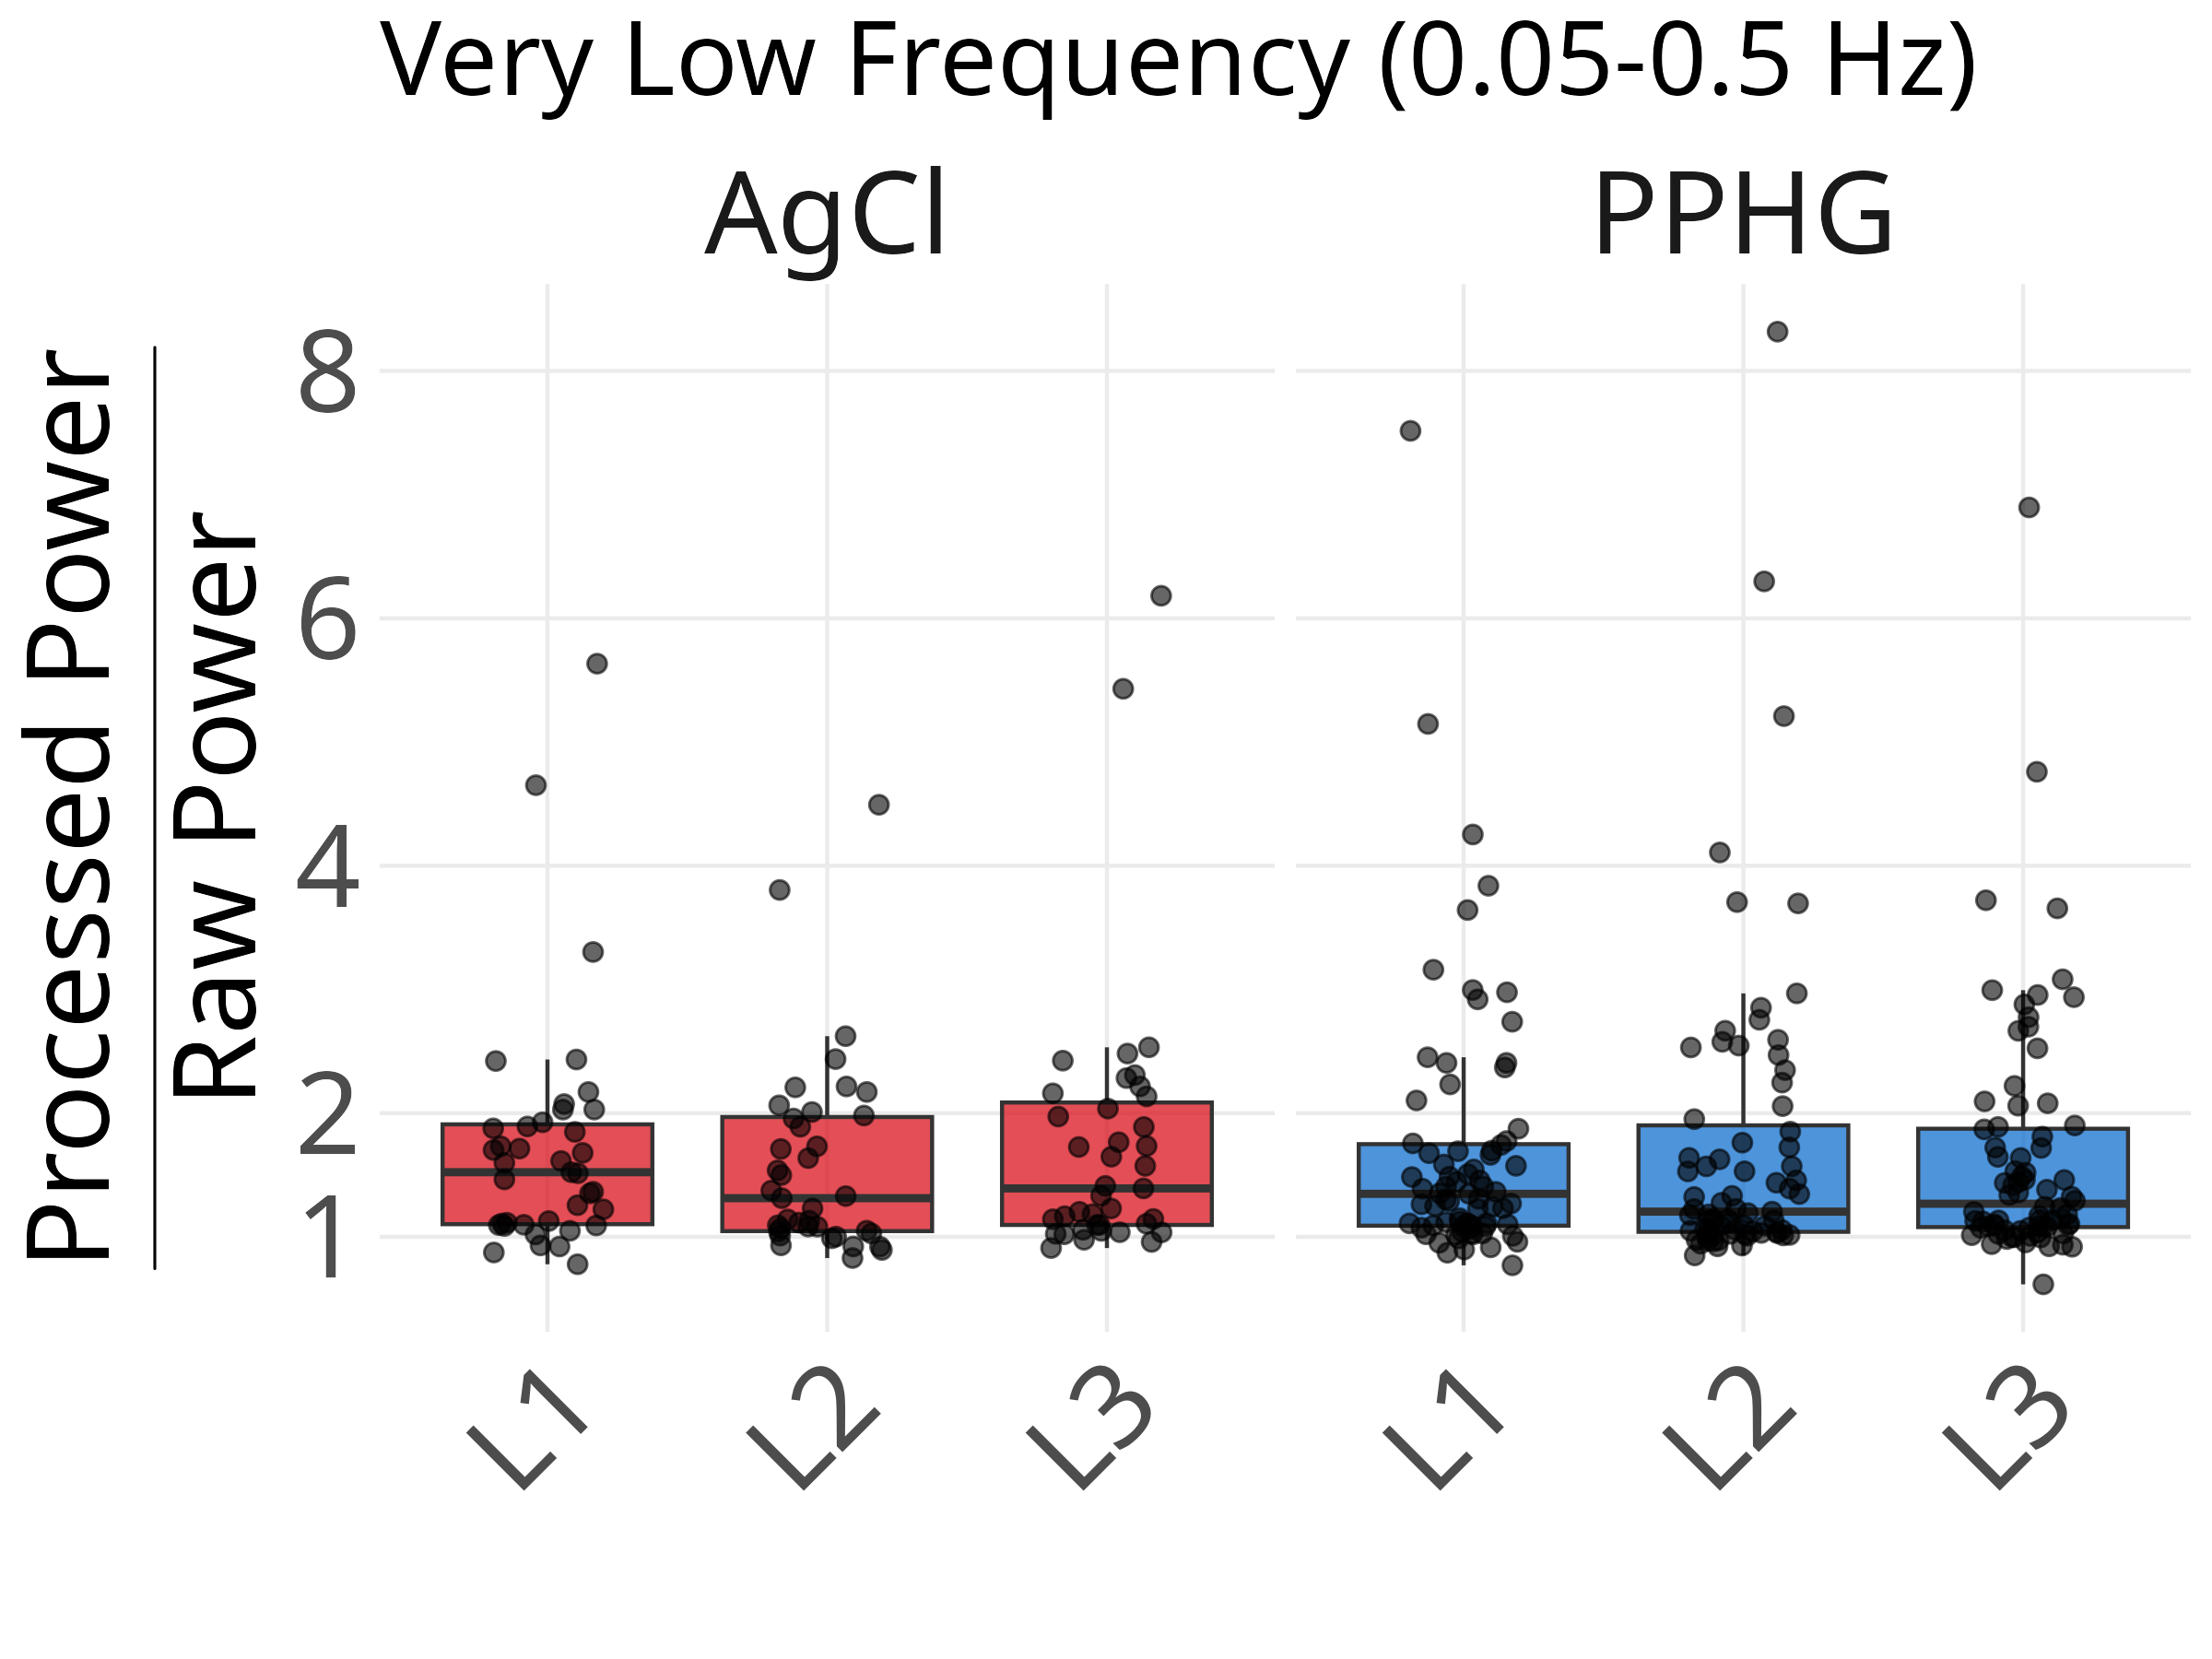 Very Low Frequency (0.05-0.5 Hz)
AgCl
PPHG
Processed Power
Raw Power
8
6
4
2
1
L1
L2
L3
L1
L2
L3